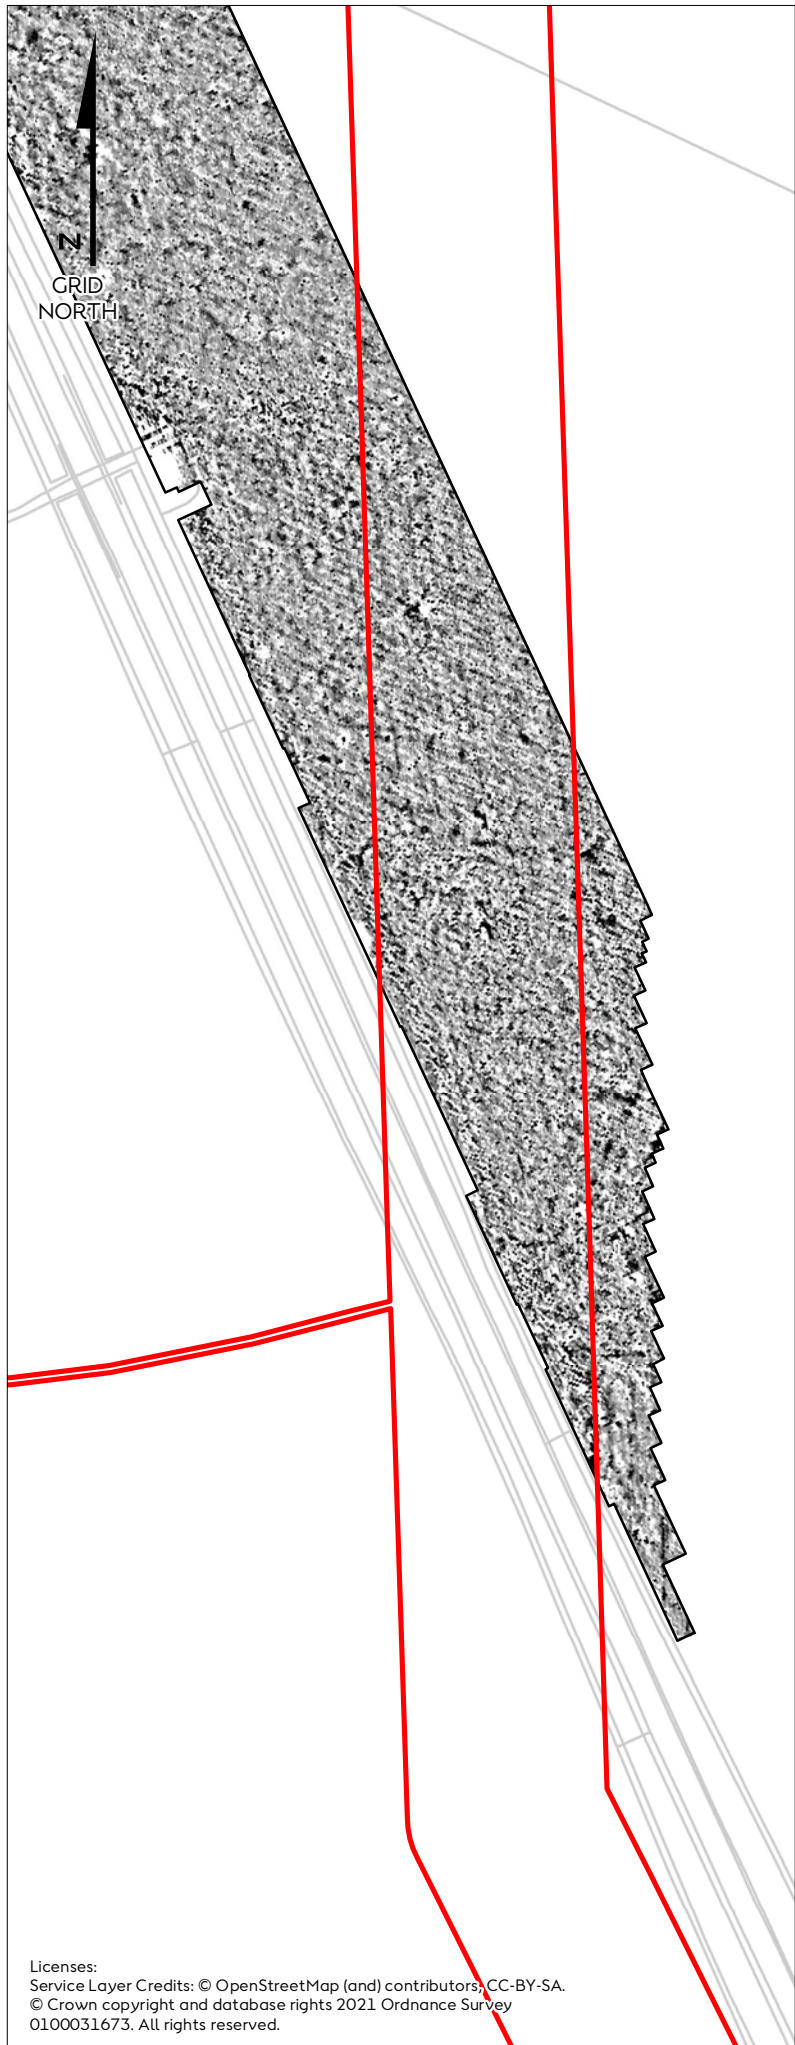 N
GRID
NORTH
Licenses:
Service Layer Credits: © OpenStreetMap (and) contributors, CC-BY-SA.
© Crown copyright and database rights 2021 Ordnance Survey
0100031673. All rights reserved.